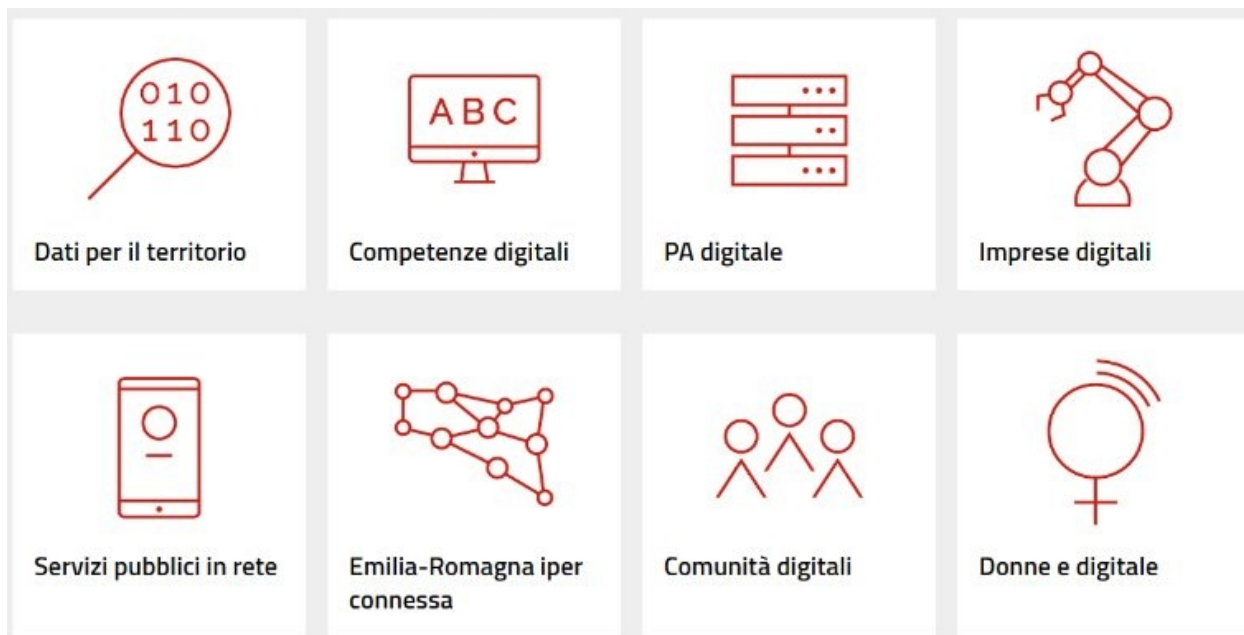 010
110
ABC
Dati per il territorio
Competenze digitali
PA digitale
Imprese digitali
Servizi pubblici in rete
Emilia-Romagna iper
connessa
Comunità digitali
Donne e digitale